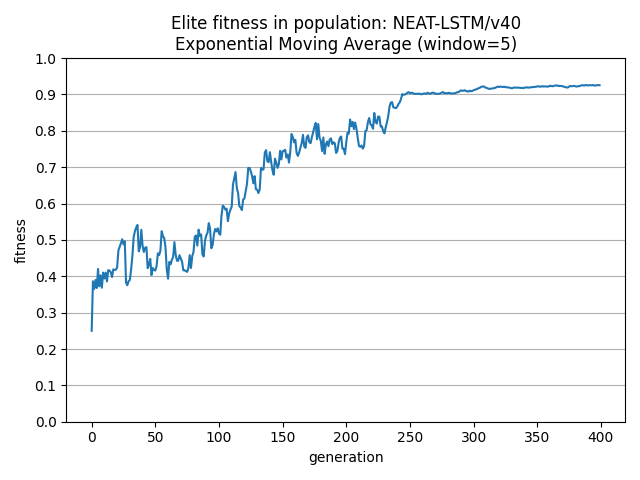 Elite fitness in population: NEAT-LSTM/v40
Exponential Moving Average (window=5)
1.0
0.9
0.8
0.7
0.6
0.5
0.4
0.3
0.2
0.1
0.0
fitness
0 50 100 150 200 250 300 350 400
generation